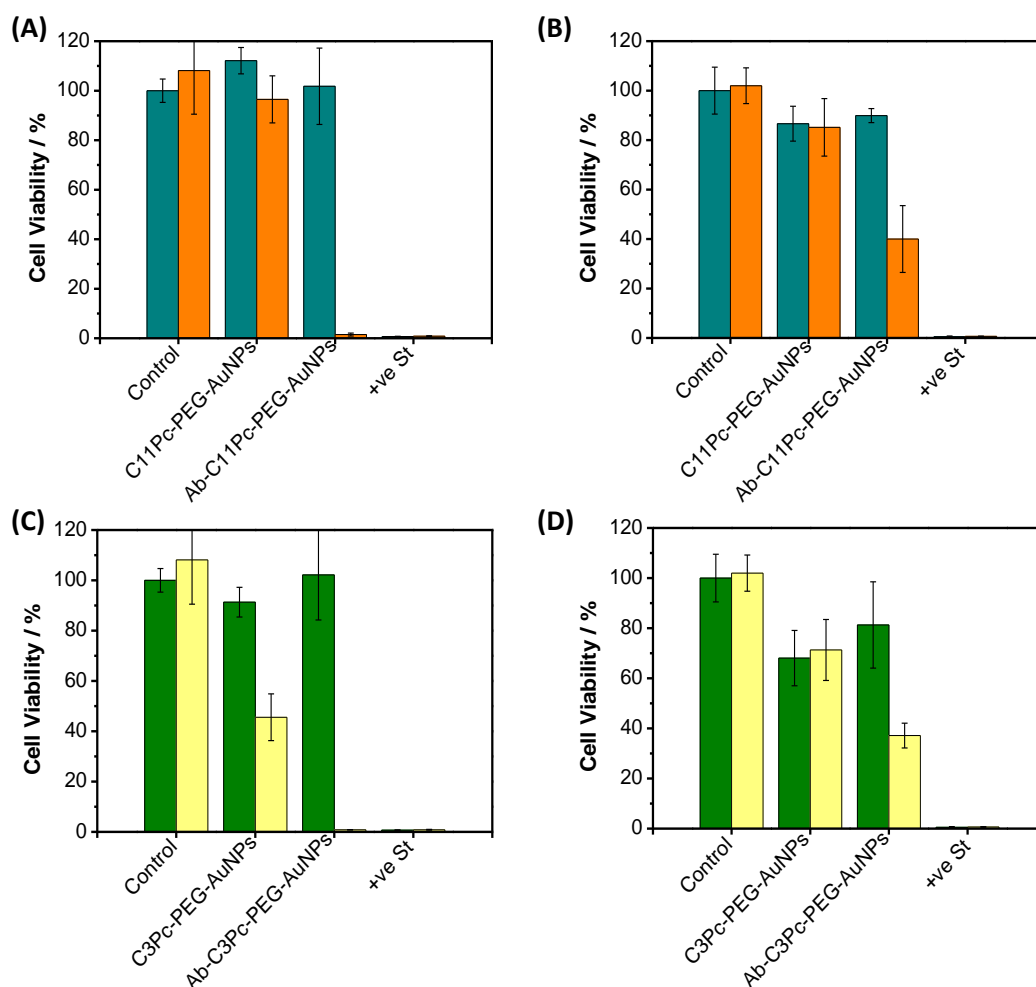 (A)
120
100
80
60
40
20
0
Cell Viability / %
Control
C11Pc-PEG-AuNPs
Ab-C11Pc-PEG-AuNPs
+ve St
(B)
120
100
80
60
40
20
0
Cell Viability / %
Control
C11Pc-PEG-AuNPs
Ab-C11Pc-PEG-AuNPs
+ve St
(C)
120
100
80
60
40
20
0
Cell Viability / %
Control
C3Pc-PEG-AuNPs
Ab-C3Pc-PEG-AuNPs
+ve St
(D)
120
100
80
60
40
20
0
Cell Viability / %
Control
C3Pc-PEG-AuNPs
Ab-C3Pc-PEG-AuNPs
+ve St